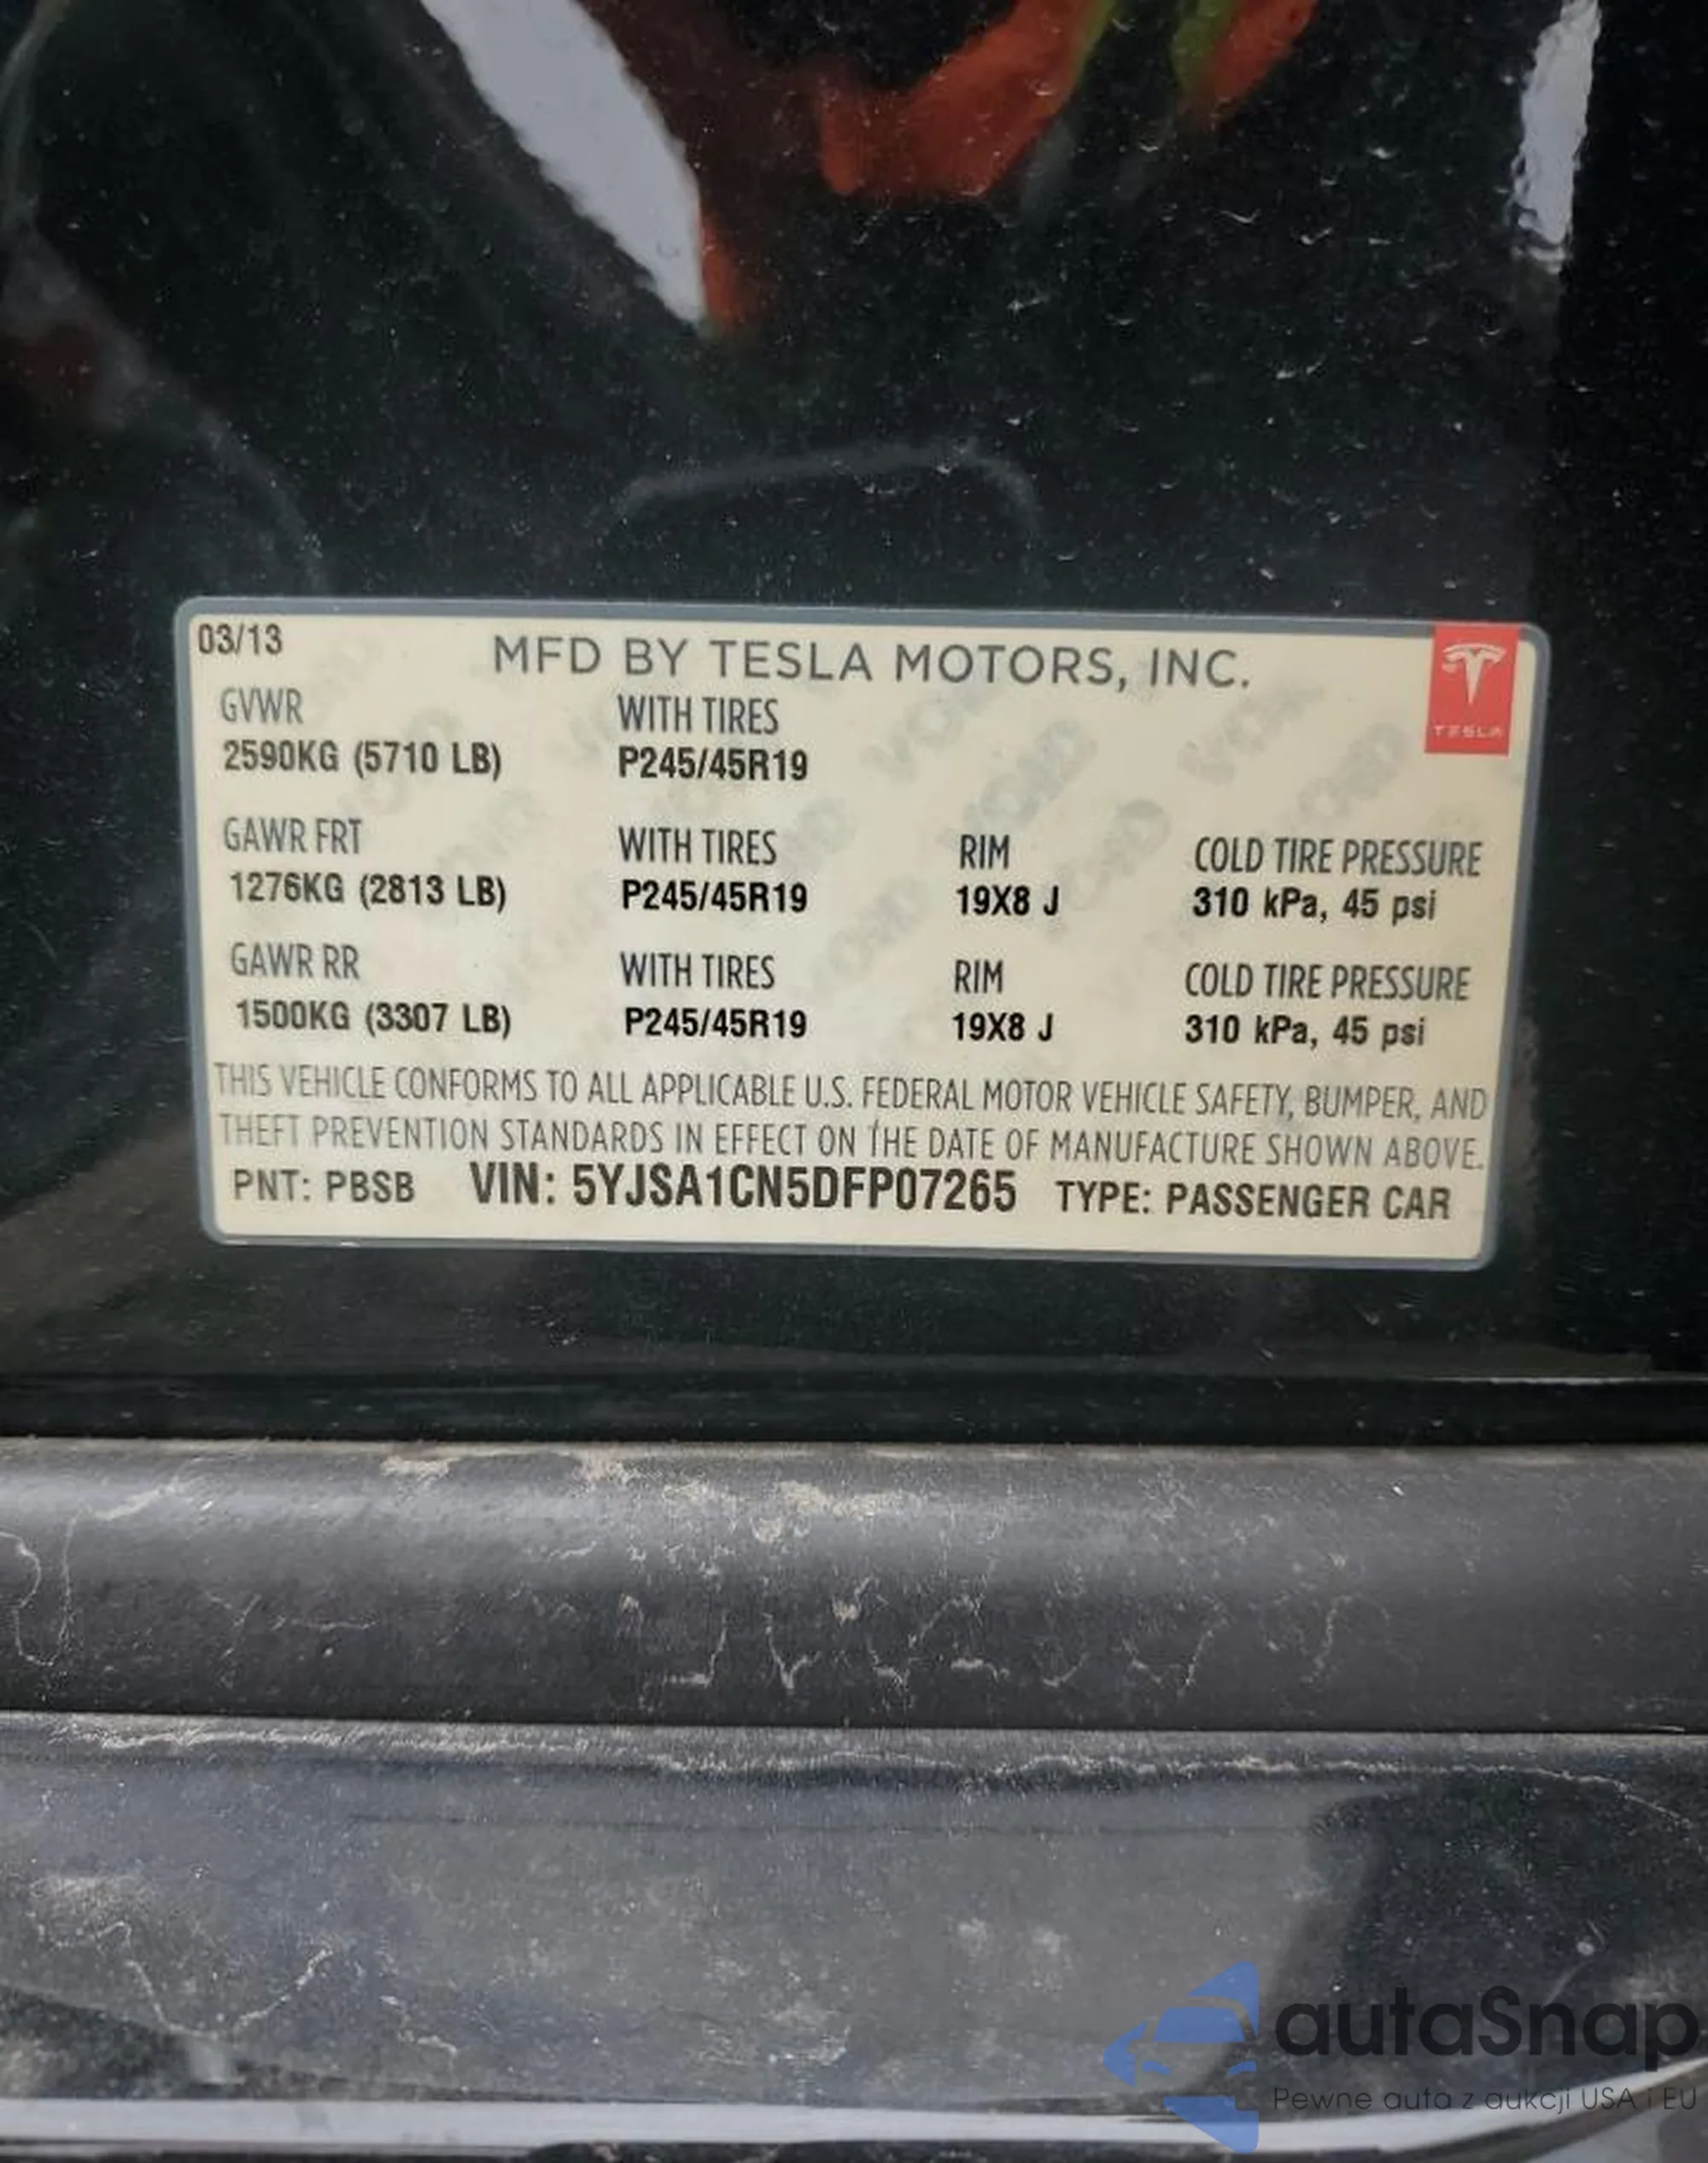 03/13
MFD BY TESLA MOTORS, INC.
TESLA
GVWR WITH TIRES
2590KG (5710 LB) P245/45R19
GAWR FRT WITH TIRES RIM COLD TIRE PRESSURE
1276KG (2813 LB) P245/45R19 19X8 J 310 kPa, 45 psi
GAWR RR WITH TIRES RIM COLD TIRE PRESSURE
1500KG (3307 LB) P245/45R19 19X8 J 310 kPa, 45 psi
THIS VEHICLE CONFORMS TO ALL APPLICABLE U.S. FEDERAL MOTOR VEHICLE SAFETY, BUMPER, AND
THEFT PREVENTION STANDARDS IN EFFECT ON THE DATE OF MANUFACTURE SHOWN ABOVE.
PNT: PBSB VIN: 5YJSA1CN5DFP07265 TYPE: PASSENGER CAR
autaSnap
Pewne auta z aukcji USA i EU